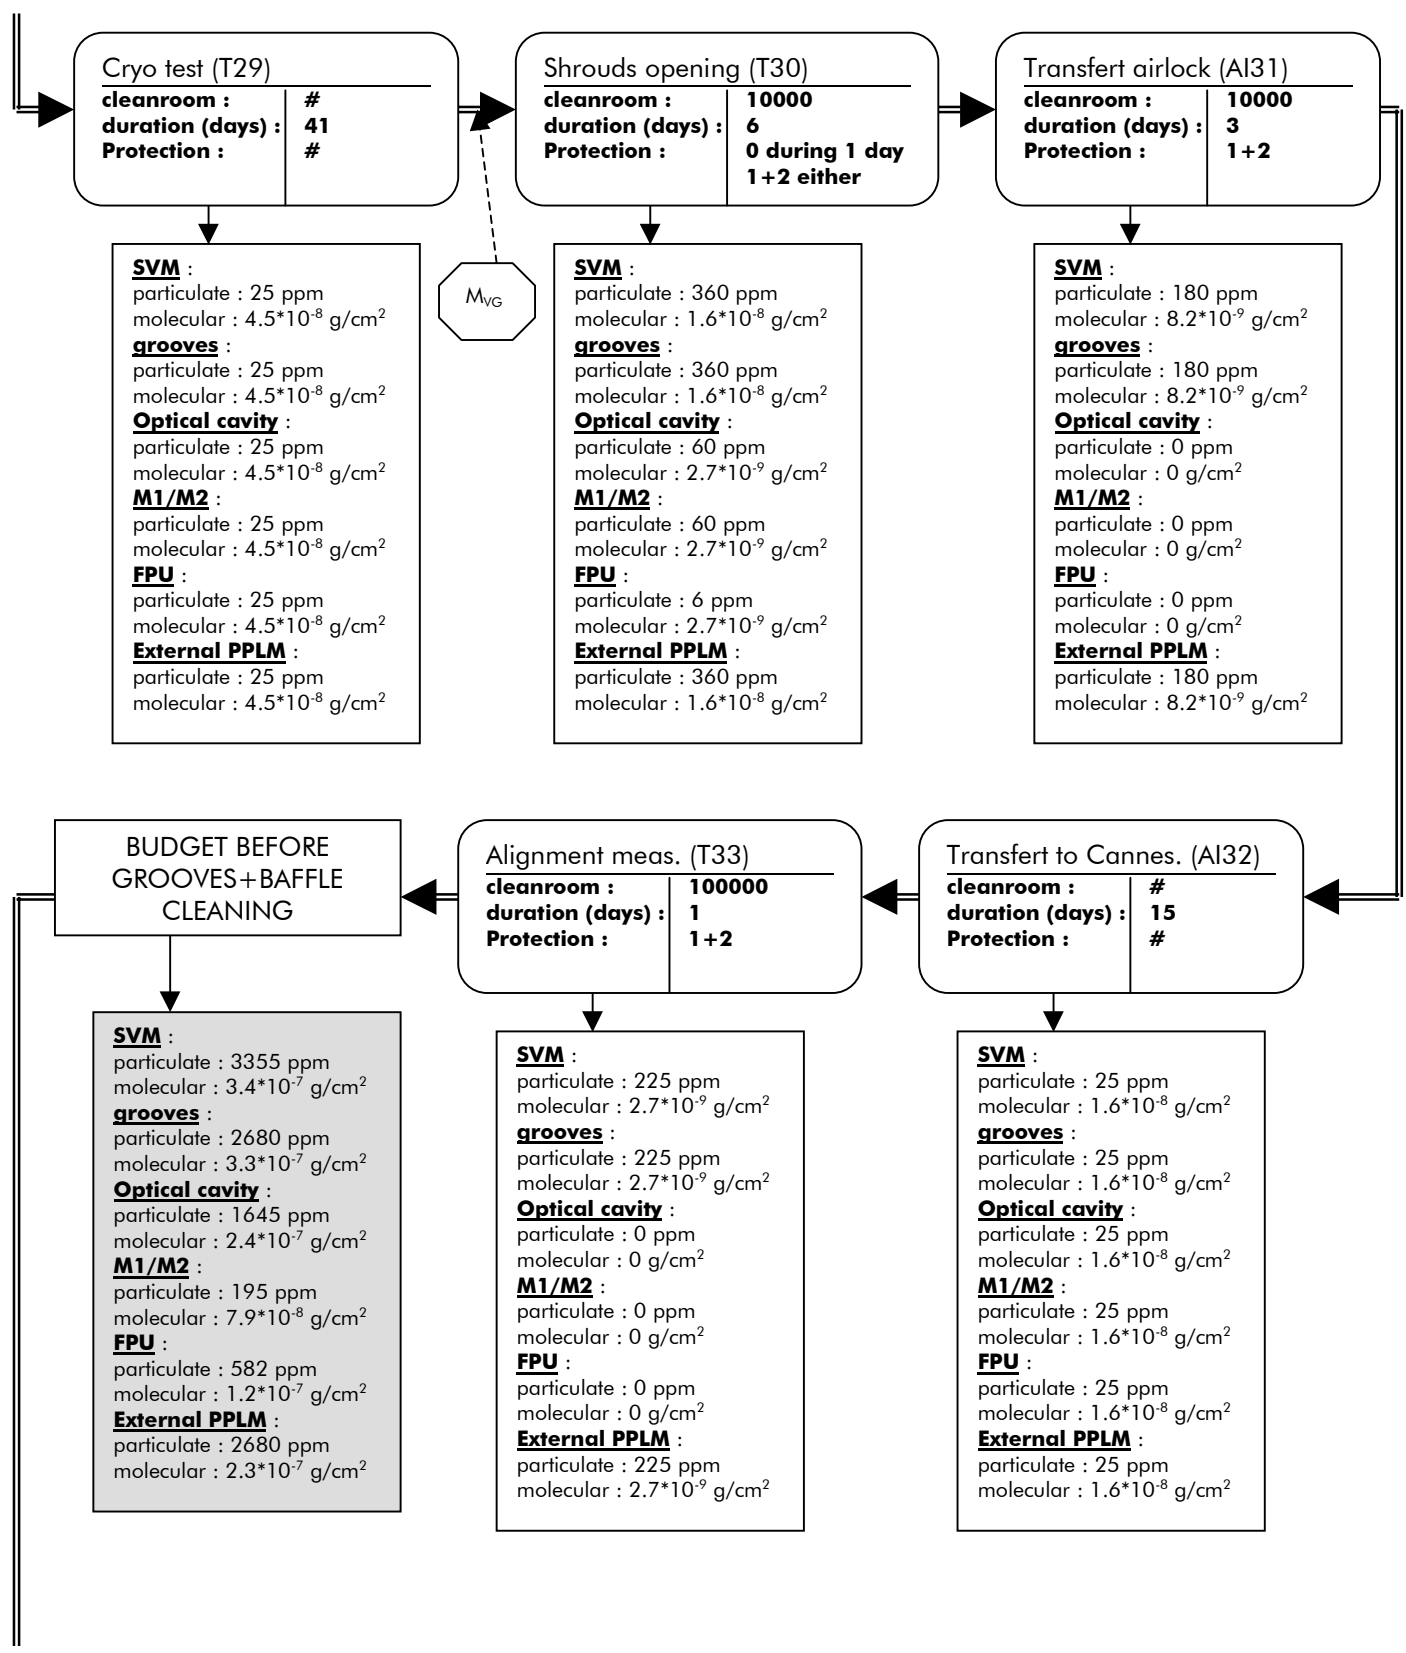 Cryo test (T29)
cleanroom : #
duration (days) : 41
Protection : #
Shrouds opening (T30)
cleanroom : 10000
duration (days) : 6
Protection : 0 during 1 day
1+2 either
Transfert airlock (AI31)
cleanroom : 10000
duration (days) : 3
Protection : 1+2
SVM :
particulate : 25 ppm
molecular : 4.5*10-8 g/cm2
grooves :
particulate : 25 ppm
molecular : 4.5*10-8 g/cm2
Optical cavity :
particulate : 25 ppm
molecular : 4.5*10-8 g/cm2
M1/M2 :
particulate : 25 ppm
molecular : 4.5*10-8 g/cm2
FPU :
particulate : 25 ppm
molecular : 4.5*10-8 g/cm2
External PPLM :
particulate : 25 ppm
molecular : 4.5*10-8 g/cm2
MVG
SVM :
particulate : 360 ppm
molecular : 1.6*10-8 g/cm2
grooves :
particulate : 360 ppm
molecular : 1.6*10-8 g/cm2
Optical cavity :
particulate : 60 ppm
molecular : 2.7*10-9 g/cm2
M1/M2 :
particulate : 60 ppm
molecular : 2.7*10-9 g/cm2
FPU :
particulate : 6 ppm
molecular : 2.7*10-9 g/cm2
External PPLM :
particulate : 360 ppm
molecular : 1.6*10-8 g/cm2
SVM :
particulate : 180 ppm
molecular : 8.2*10-9 g/cm2
grooves :
particulate : 180 ppm
molecular : 8.2*10-9 g/cm2
Optical cavity :
particulate : 0 ppm
molecular : 0 g/cm2
M1/M2 :
particulate : 0 ppm
molecular : 0 g/cm2
FPU :
particulate : 0 ppm
molecular : 0 g/cm2
External PPLM :
particulate : 180 ppm
molecular : 8.2*10-9 g/cm2
BUDGET BEFORE
GROOVES+BAFFLE
CLEANING
Alignment meas. (T33)
cleanroom : 100000
duration (days) : 1
Protection : 1+2
Transfert to Cannes. (AI32)
cleanroom : #
duration (days) : 15
Protection : #
SVM :
particulate : 3355 ppm
molecular : 3.4*10-7 g/cm2
grooves :
particulate : 2680 ppm
molecular : 3.3*10-7 g/cm2
Optical cavity :
particulate : 1645 ppm
molecular : 2.4*10-7 g/cm2
M1/M2 :
particulate : 195 ppm
molecular : 7.9*10-8 g/cm2
FPU :
particulate : 582 ppm
molecular : 1.2*10-7 g/cm2
External PPLM :
particulate : 2680 ppm
molecular : 2.3*10-7 g/cm2
SVM :
particulate : 225 ppm
molecular : 2.7*10-9 g/cm2
grooves :
particulate : 225 ppm
molecular : 2.7*10-9 g/cm2
Optical cavity :
particulate : 0 ppm
molecular : 0 g/cm2
M1/M2 :
particulate : 0 ppm
molecular : 0 g/cm2
FPU :
particulate : 0 ppm
molecular : 0 g/cm2
External PPLM :
particulate : 225 ppm
molecular : 2.7*10-9 g/cm2
SVM :
particulate : 25 ppm
molecular : 1.6*10-8 g/cm2
grooves :
particulate : 25 ppm
molecular : 1.6*10-8 g/cm2
Optical cavity :
particulate : 25 ppm
molecular : 1.6*10-8 g/cm2
M1/M2 :
particulate : 25 ppm
molecular : 1.6*10-8 g/cm2
FPU :
particulate : 25 ppm
molecular : 1.6*10-8 g/cm2
External PPLM :
particulate : 25 ppm
molecular : 1.6*10-8 g/cm2